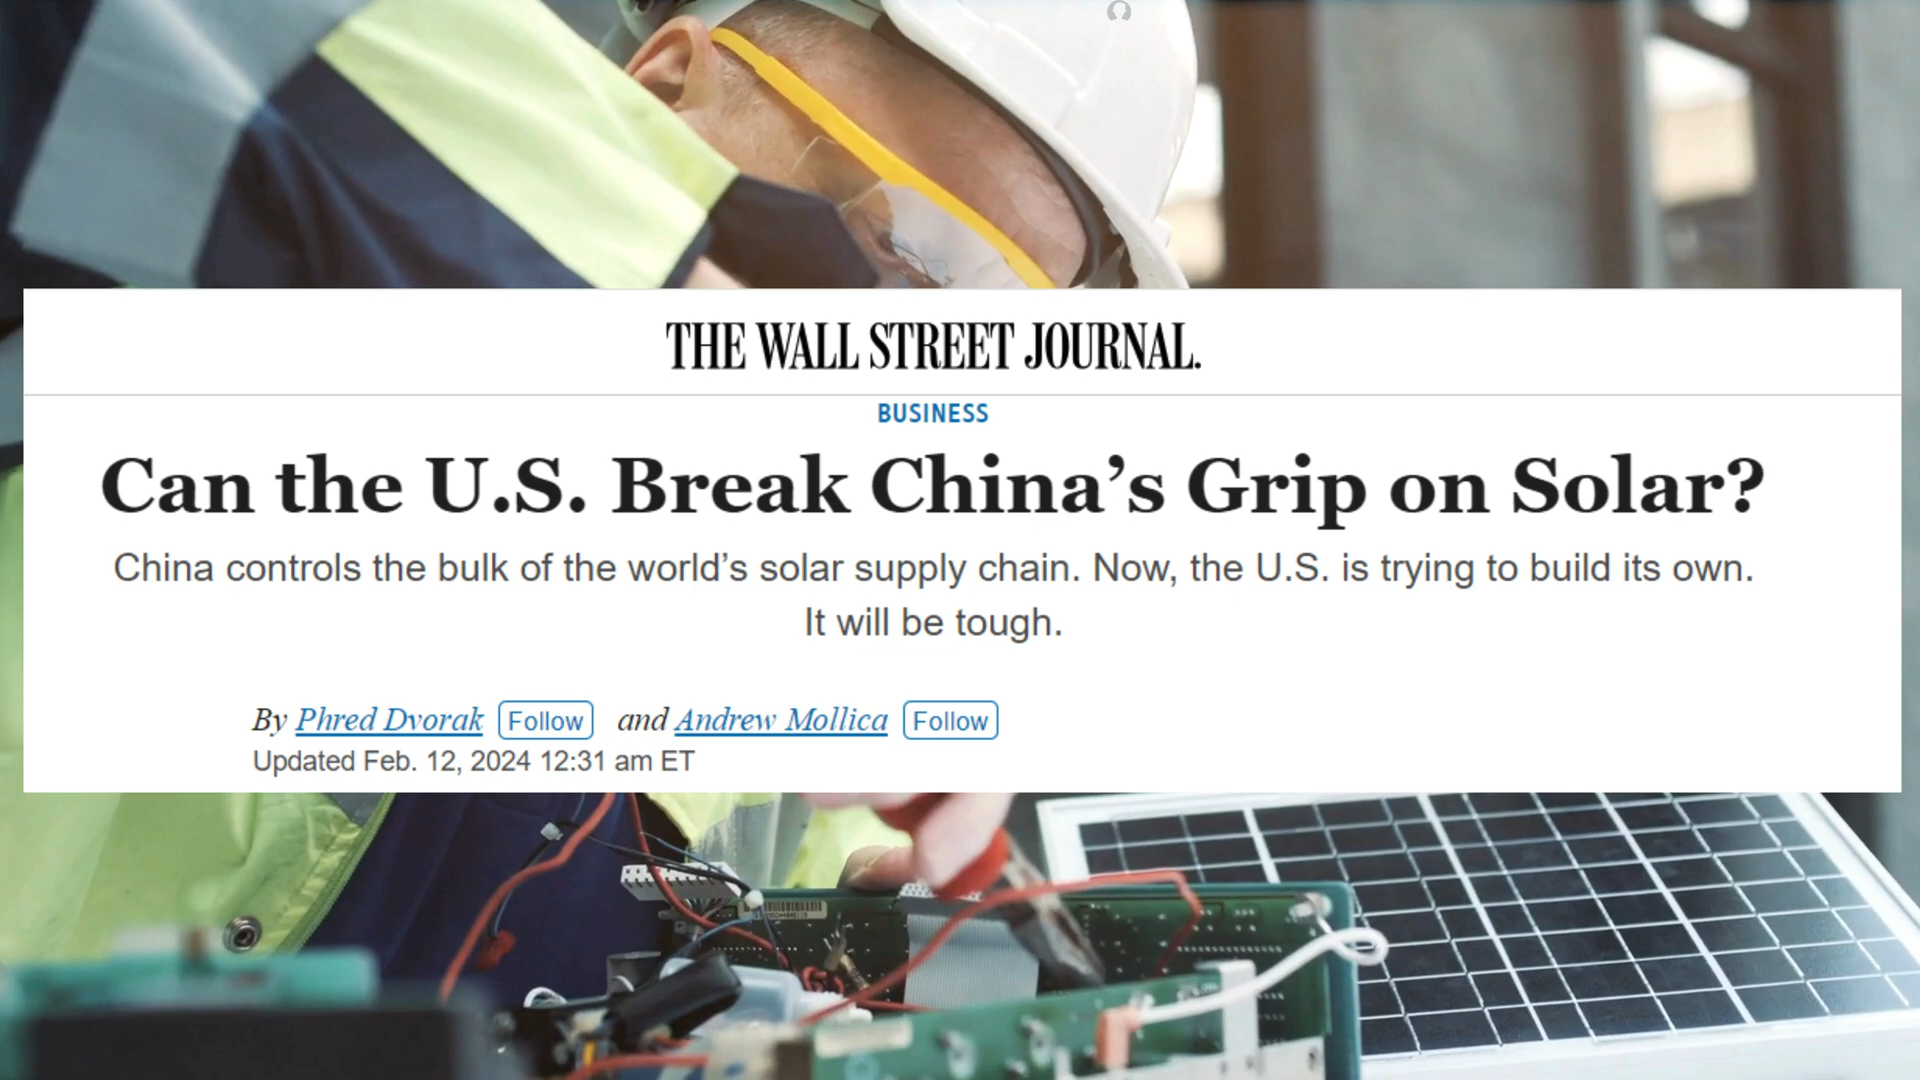 THE WALL STREET JOURNAL.
BUSINESS
Can the U.S. Break China’s Grip on Solar?
China controls the bulk of the world’s solar supply chain. Now, the U.S. is trying to build its own.
It will be tough.
By Phred Dvorak Follow and Andrew Mollica Follow
Updated Feb. 12, 2024 12:31 am ET